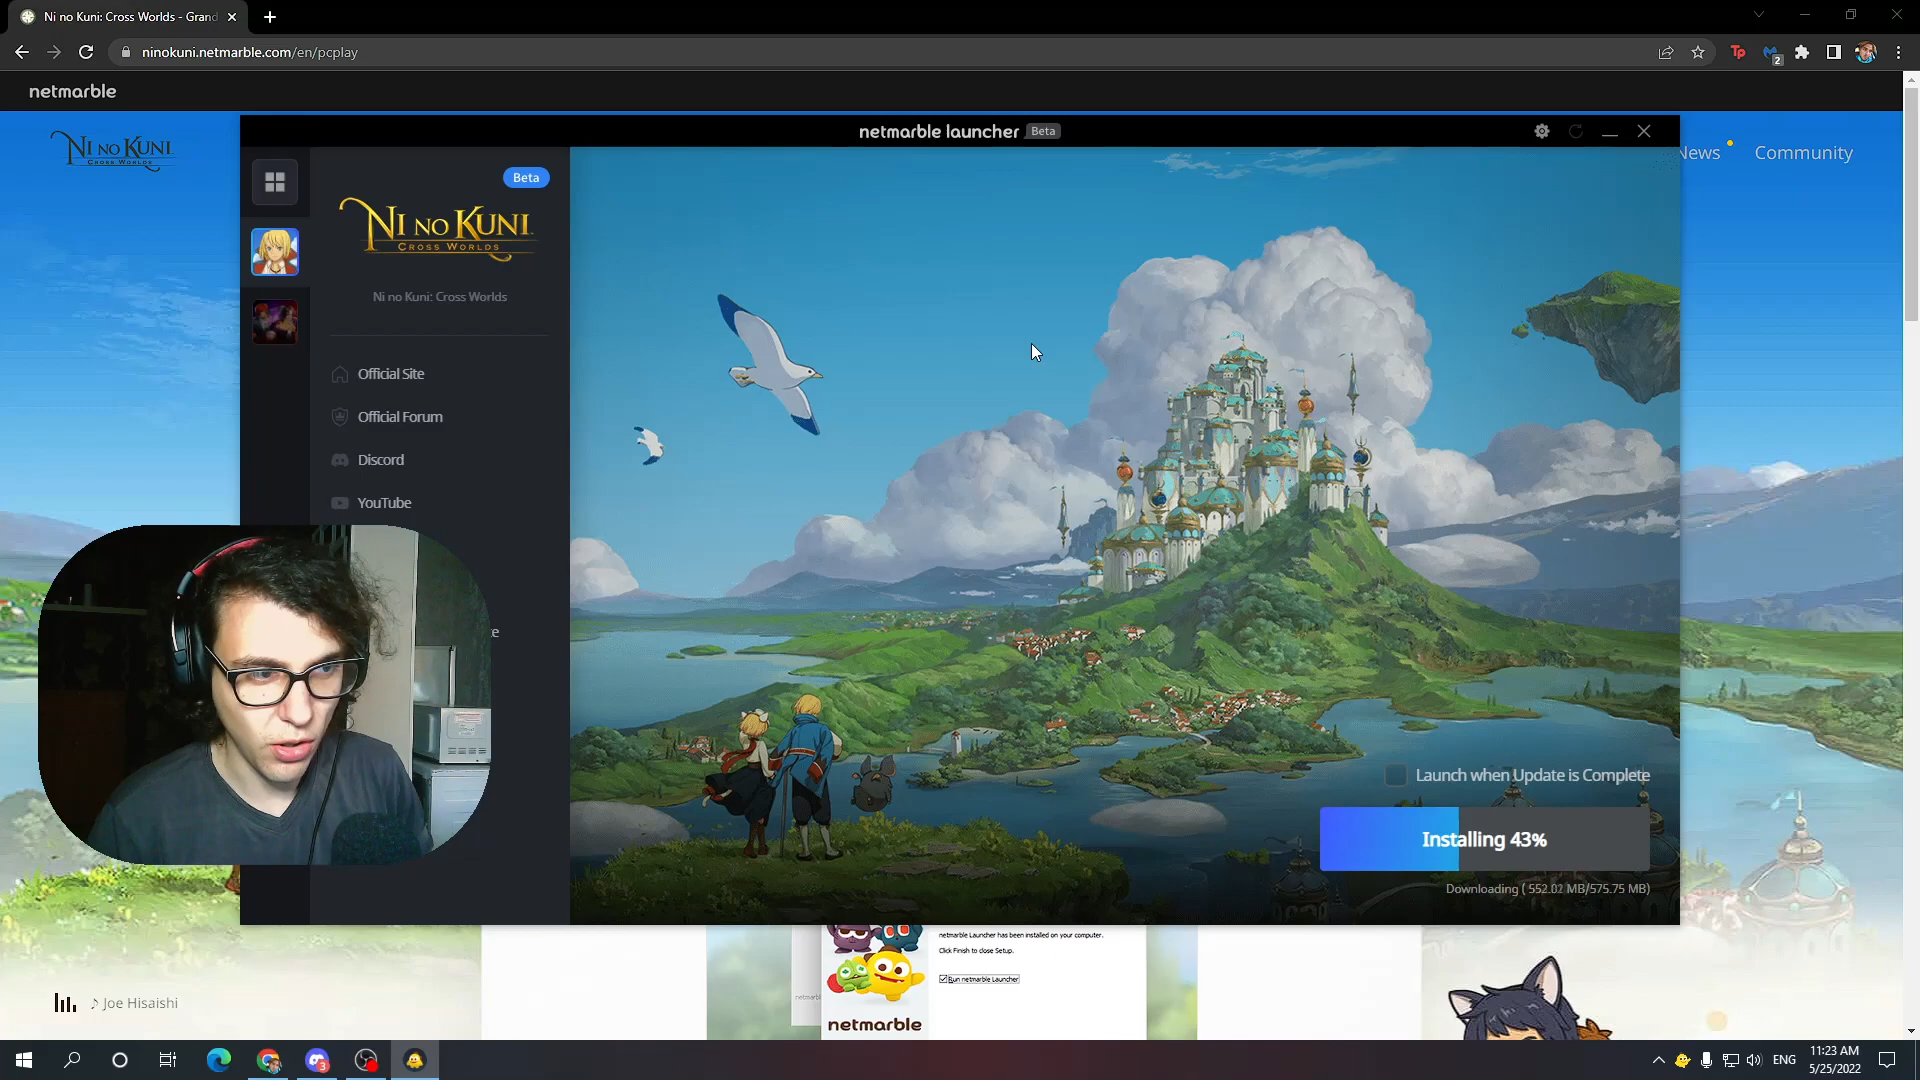 Ni no Kuni: Cross Worlds - Grand
ninokuni.netmarble.com/en/pcplay
Tp
2
netmarble
NI NO KUNI
CROSS WORLDS
News
Community
netmarble launcher Beta
Beta
NI NO KUNI
CROSS WORLDS
Ni no Kuni: Cross Worlds
Official Site
Official Forum
Discord
YouTube
Launch when Update is Complete
Installing 43%
Downloading ( 552.02 MB/575.75 MB)
netmarble Launcher has been installed on your computer.
Click Finish to close Setup.
Run netmarble Launcher
netmarble
♪ Joe Hisaishi
3
ENG
11:23 AM
5/25/2022